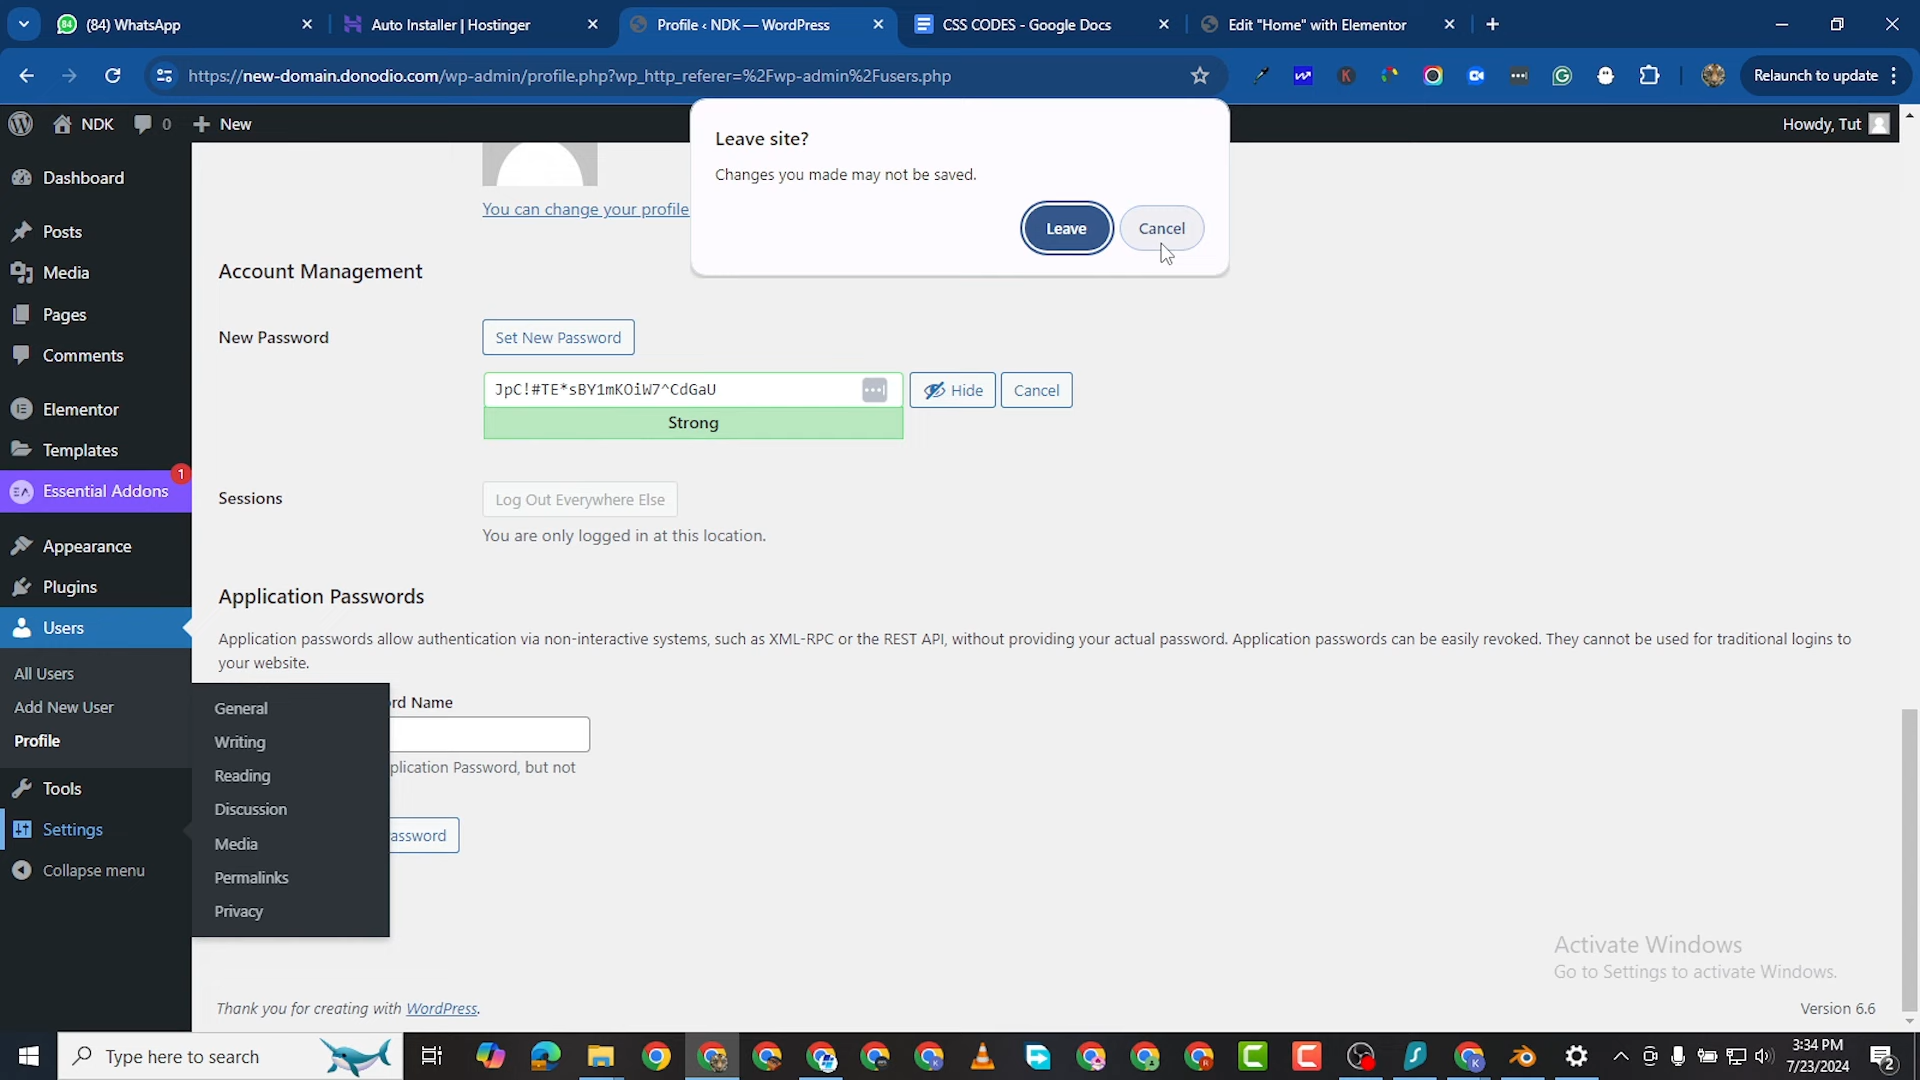 (84) WhatsApp
Auto Installer | Hostinger
Profile ‹ NDK — WordPress
CSS CODES - Google Docs
Edit "Home" with Elementor
https://new-domain.donodio.com/wp-admin/profile.php?wp_http_referer=%2Fwp-admin%2Fusers.php
Relaunch to update
NDK
0
New
Howdy, Tut
Leave site?
Changes you made may not be saved.
Leave
Cancel
Dashboard
Posts
Media
Pages
Comments
Elementor
Templates
Essential Addons
1
Appearance
Plugins
Users
All Users
Add New User
Profile
Tools
Settings
Collapse menu
General
Writing
Reading
Discussion
Media
Permalinks
Privacy
You can change your profile
Account Management
New Password
Set New Password
JpC!#TE*sBY1mKOiW7^CdGaU
Hide
Cancel
Strong
Sessions
Log Out Everywhere Else
You are only logged in at this location.
Application Passwords
Application passwords allow authentication via non-interactive systems, such as XML-RPC or the REST API, without providing your actual password. Application passwords can be easily revoked. They cannot be used for traditional logins to
your website.
rd Name
plication Password, but not
assword
Activate Windows
Go to Settings to activate Windows.
Thank you for creating with WordPress.
Version 6.6
Type here to search
3:34 PM
7/23/2024
2